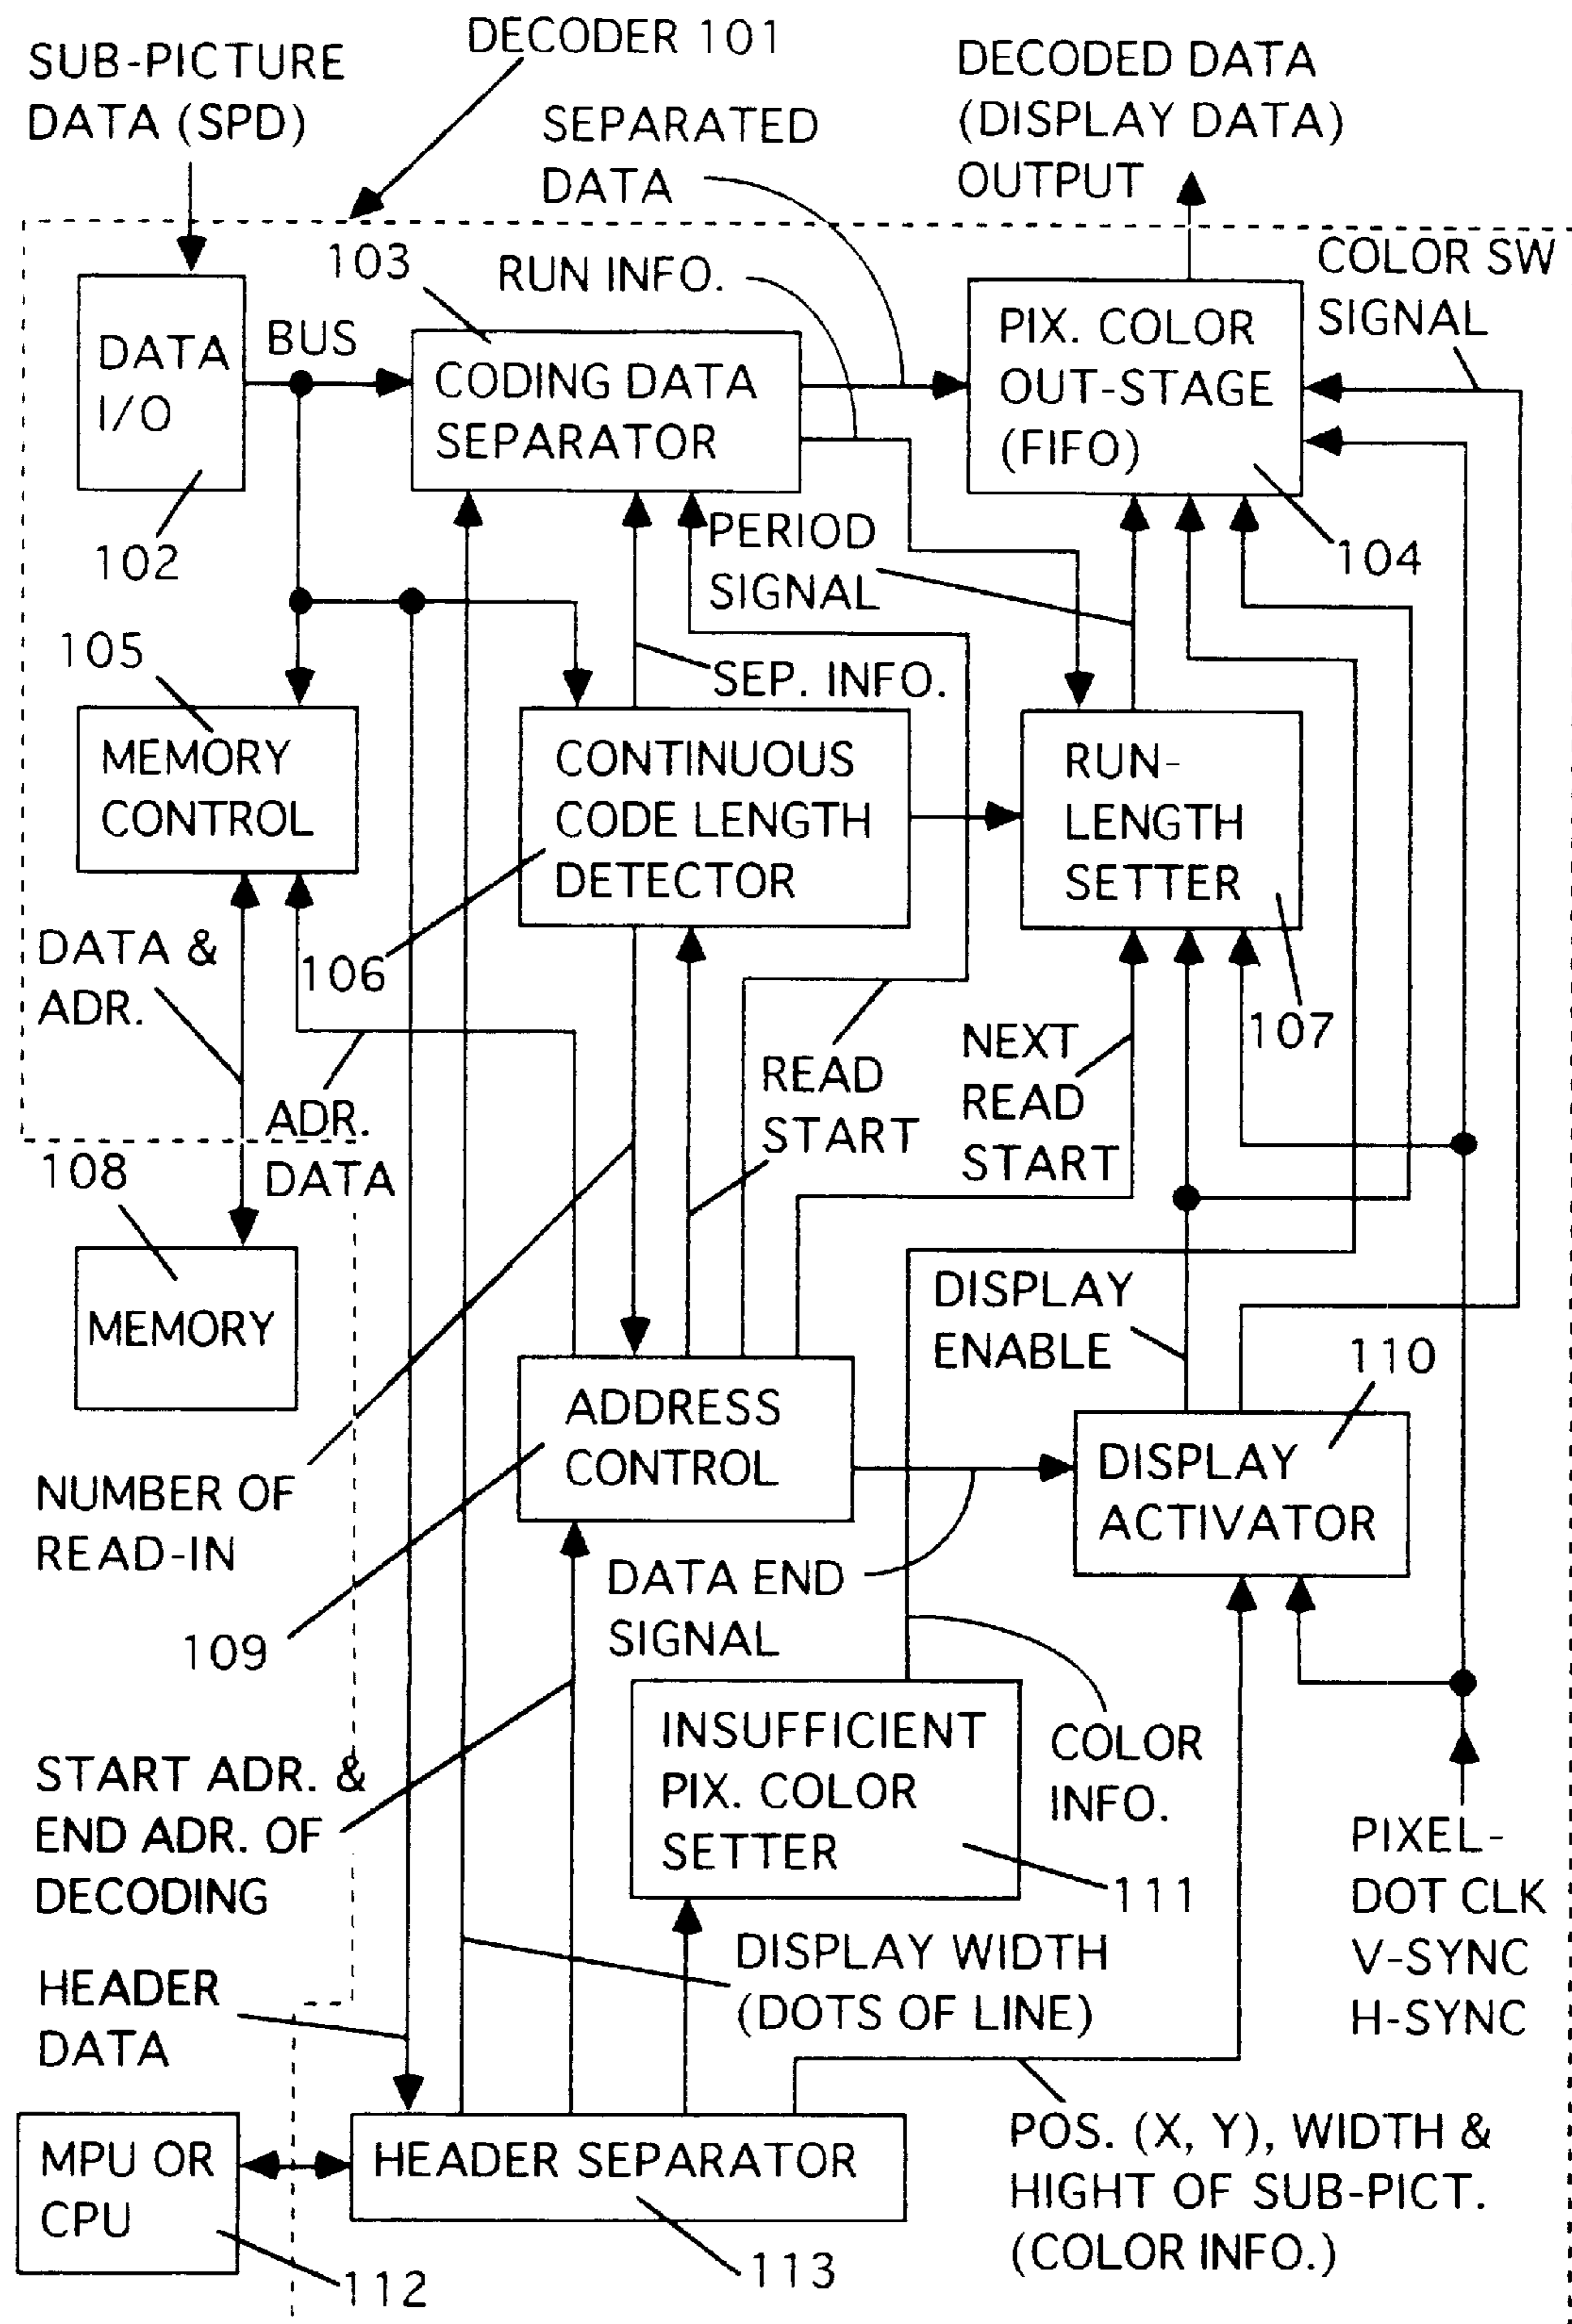 DECODER 101
SUB-PICTURE
DATA (SPD)
SEPARATED
DATA
DECODED DATA
(DISPLAY DATA)
OUTPUT
103
RUN INFO.
COLOR SW
SIGNAL
DATA
I/O
BUS
CODING DATA
SEPARATOR
PIX. COLOR
OUT-STAGE
(FIFO)
102
PERIOD
SIGNAL
104
105
SEP. INFO.
MEMORY
CONTROL
CONTINUOUS
CODE LENGTH
DETECTOR
RUN-
LENGTH
SETTER
DATA &
ADR.
106
107
READ
START
NEXT
READ
START
ADR.
DATA
108
MEMORY
DISPLAY
ENABLE
110
ADDRESS
CONTROL
DISPLAY
ACTIVATOR
NUMBER OF
READ-IN
DATA END
SIGNAL
109
INSUFFICIENT
PIX. COLOR
SETTER
COLOR
INFO.
START ADR. &
END ADR. OF
DECODING
111
PIXEL-
DOT CLK
V-SYNC
H-SYNC
DISPLAY WIDTH
(DOTS OF LINE)
HEADER
DATA
MPU OR
CPU
HEADER SEPARATOR
POS. (X, Y), WIDTH &
HIGHT OF SUB-PICT.
(COLOR INFO.)
112
113